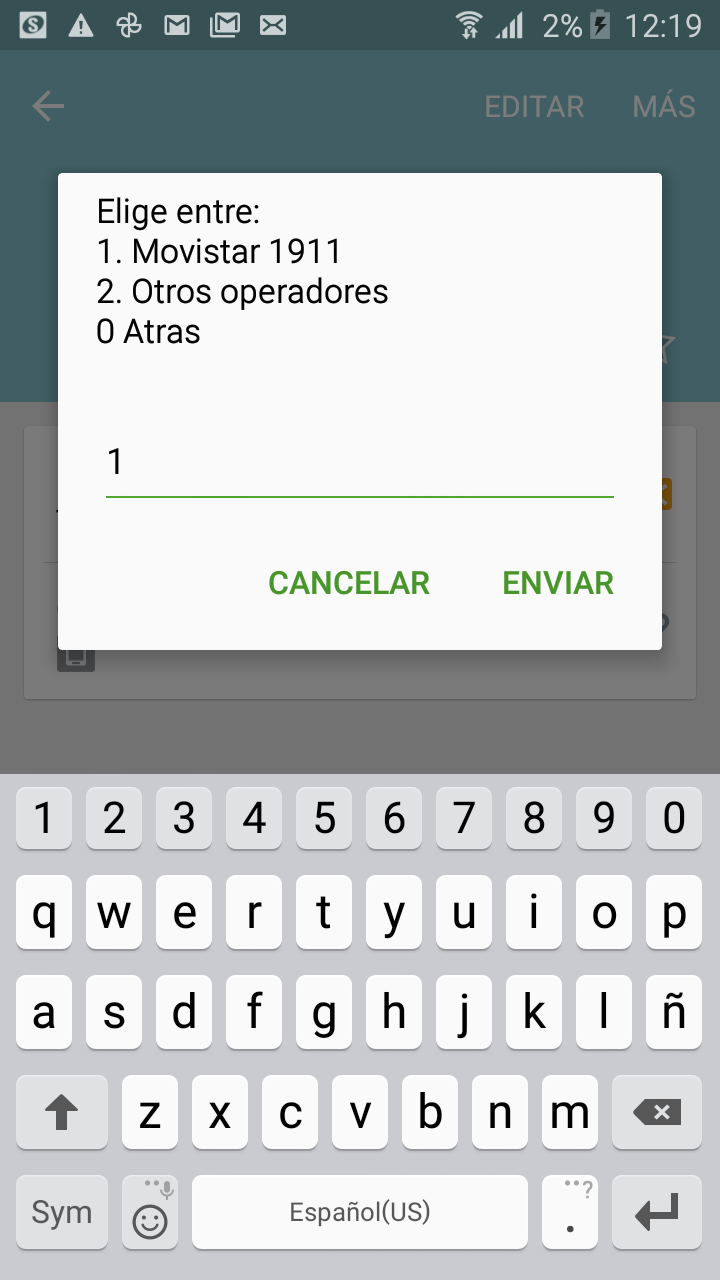 2% 12:19
EDITAR MÁS
Elige entre:
1. Movistar 1911
2. Otros operadores
0 Atras
1
CANCELAR ENVIAR
1 2 3 4 5 6 7 8 9 0
q w e r t y u i o p
a s d f g h j k l ñ
z x c v b n m
Sym Español(US) . ?